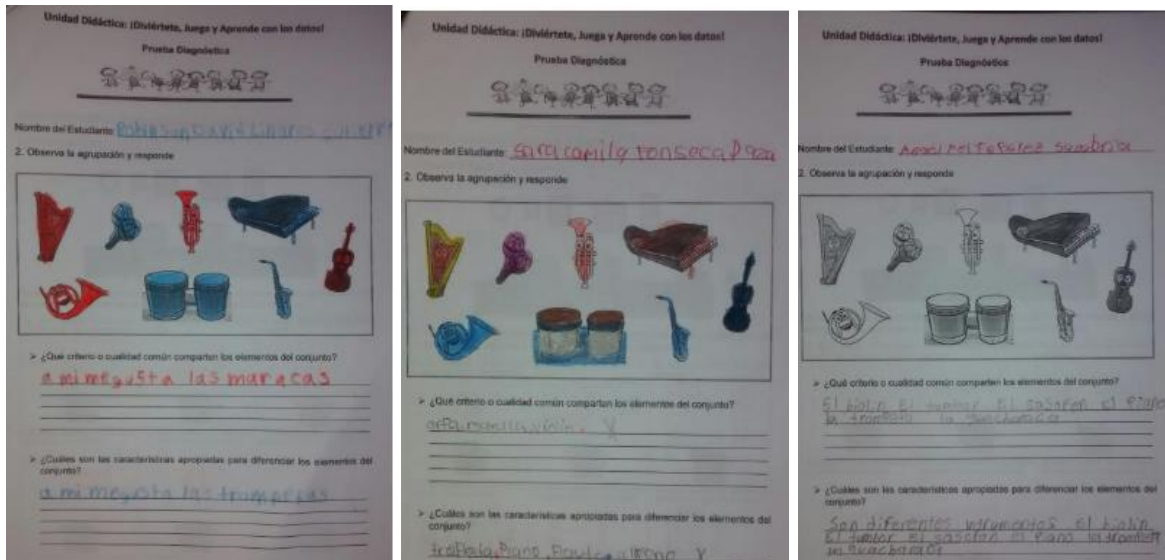 Unidad Didáctica: ¡Diviértete, Juega y Aprende con los datos!
Prueba Diagnóstica
Nombre del Estudiante:
2. Observa la agrupación y responde
➢ ¿Qué criterio o cualidad común comparten los elementos del conjunto?
a mi me gusta las maracas
➢ ¿Cuáles son las características apropiadas para diferenciar los elementos del
conjunto?
a mi me gusta las trompetas
Unidad Didáctica: ¡Diviértete, Juega y Aprende con los datos!
Prueba Diagnóstica
Nombre del Estudiante: Sara camila fonseca
2. Observa la agrupación y responde
➢ ¿Qué criterio o cualidad común comparten los elementos del conjunto?
X
➢ ¿Cuáles son las características apropiadas para diferenciar los elementos del
conjunto?
Piano X
Unidad Didáctica: ¡Diviértete, Juega y Aprende con los datos!
Prueba Diagnóstica
Nombre del Estudiante:
2. Observa la agrupación y responde
➢ ¿Qué criterio o cualidad común comparten los elementos del conjunto?
El biolin El tambor El sasofon el Piano
la la
➢ ¿Cuáles son las características apropiadas para diferenciar los elementos del
conjunto?
Son diferentes El biolin
El tambor El sasofon el Piano